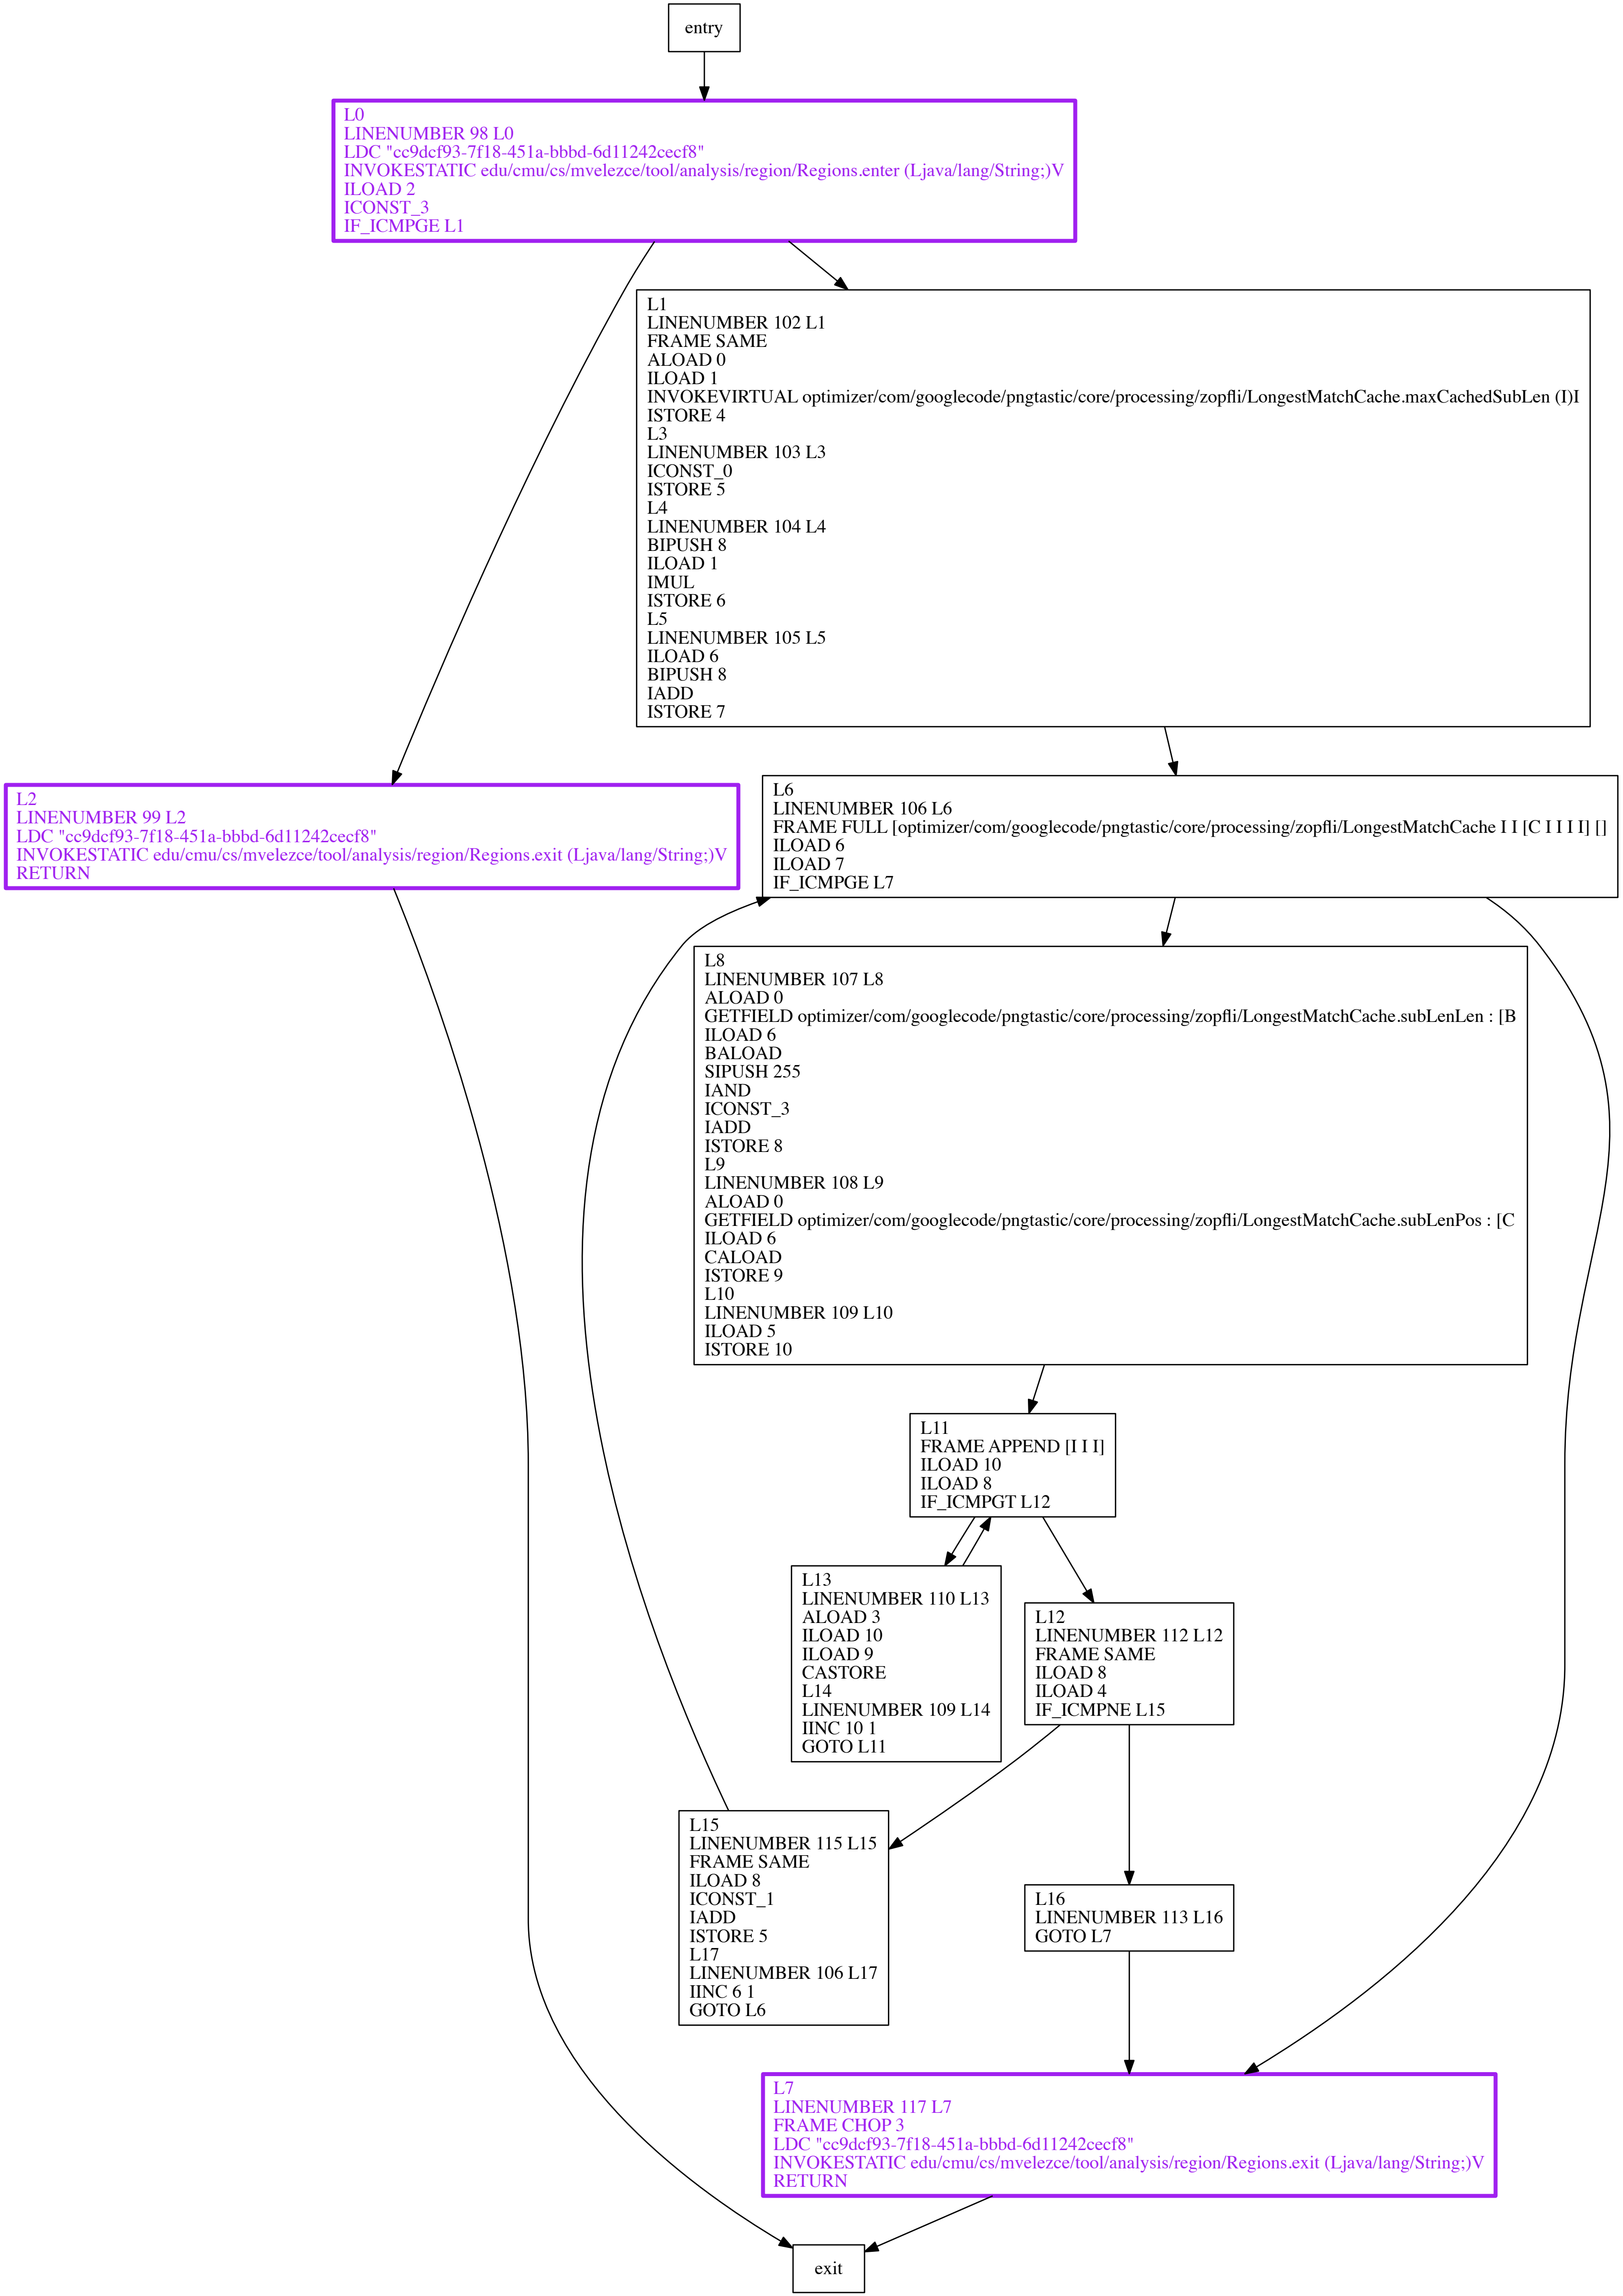 entry
L0
LINENUMBER 98 L0
LDC "cc9dcf93-7f18-451a-bbbd-6d11242cecf8"
INVOKESTATIC edu/cmu/cs/mvelezce/tool/analysis/region/Regions.enter (Ljava/lang/String;)V
ILOAD 2
ICONST_3
IF_ICMPGE L1
L1
LINENUMBER 102 L1
FRAME SAME
ALOAD 0
ILOAD 1
INVOKEVIRTUAL optimizer/com/googlecode/pngtastic/core/processing/zopfli/LongestMatchCache.maxCachedSubLen (I)I
ISTORE 4
L3
LINENUMBER 103 L3
ICONST_0
ISTORE 5
L4
LINENUMBER 104 L4
BIPUSH 8
ILOAD 1
IMUL
ISTORE 6
L5
LINENUMBER 105 L5
ILOAD 6
BIPUSH 8
IADD
ISTORE 7
L2
LINENUMBER 99 L2
LDC "cc9dcf93-7f18-451a-bbbd-6d11242cecf8"
INVOKESTATIC edu/cmu/cs/mvelezce/tool/analysis/region/Regions.exit (Ljava/lang/String;)V
RETURN
L6
LINENUMBER 106 L6
FRAME FULL [optimizer/com/googlecode/pngtastic/core/processing/zopfli/LongestMatchCache I I [C I I I I] []
ILOAD 6
ILOAD 7
IF_ICMPGE L7
L8
LINENUMBER 107 L8
ALOAD 0
GETFIELD optimizer/com/googlecode/pngtastic/core/processing/zopfli/LongestMatchCache.subLenLen : [B
ILOAD 6
BALOAD
SIPUSH 255
IAND
ICONST_3
IADD
ISTORE 8
L9
LINENUMBER 108 L9
ALOAD 0
GETFIELD optimizer/com/googlecode/pngtastic/core/processing/zopfli/LongestMatchCache.subLenPos : [C
ILOAD 6
CALOAD
ISTORE 9
L10
LINENUMBER 109 L10
ILOAD 5
ISTORE 10
L11
FRAME APPEND [I I I]
ILOAD 10
ILOAD 8
IF_ICMPGT L12
L13
LINENUMBER 110 L13
ALOAD 3
ILOAD 10
ILOAD 9
CASTORE
L14
LINENUMBER 109 L14
IINC 10 1
GOTO L11
L12
LINENUMBER 112 L12
FRAME SAME
ILOAD 8
ILOAD 4
IF_ICMPNE L15
L15
LINENUMBER 115 L15
FRAME SAME
ILOAD 8
ICONST_1
IADD
ISTORE 5
L17
LINENUMBER 106 L17
IINC 6 1
GOTO L6
L16
LINENUMBER 113 L16
GOTO L7
L7
LINENUMBER 117 L7
FRAME CHOP 3
LDC "cc9dcf93-7f18-451a-bbbd-6d11242cecf8"
INVOKESTATIC edu/cmu/cs/mvelezce/tool/analysis/region/Regions.exit (Ljava/lang/String;)V
RETURN
exit